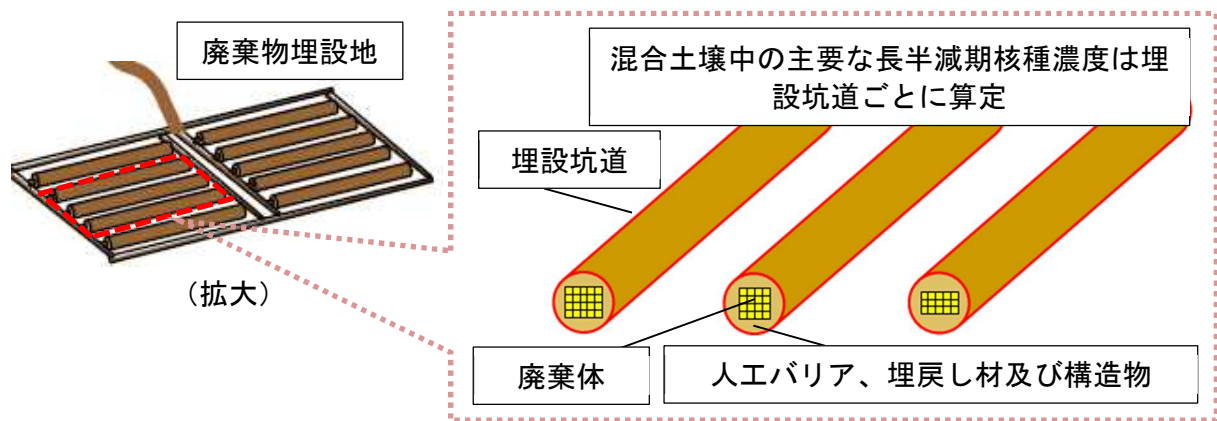 廃棄物埋設地
(拡大)
混合土壌中の主要な長半減期核種濃度は埋
設坑道ごとに算定
埋設坑道
廃棄体
人工バリア、埋戻し材及び構造物